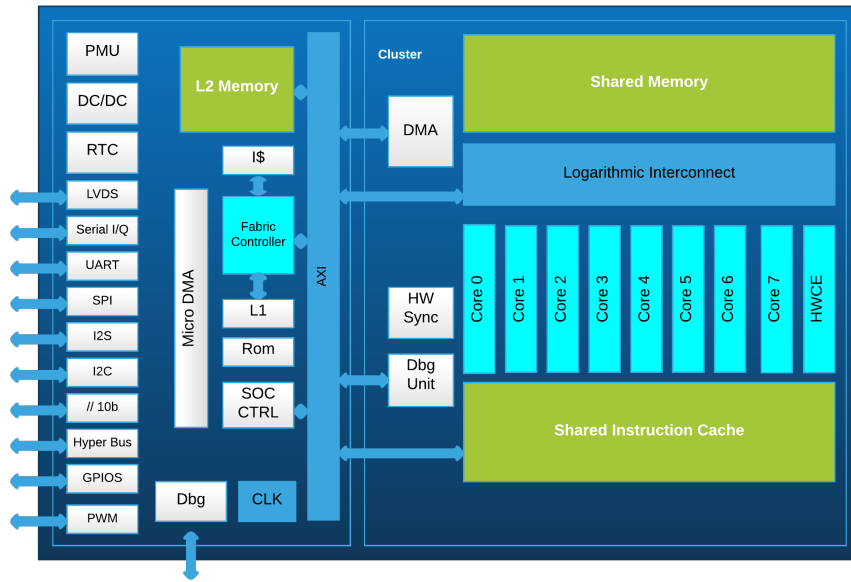 PMU
DC/DC
RTC
LVDS
Serial I/Q
UART
SPI
I2S
I2C
// 10b
Hyper Bus
GPIOS
PWM
L2 Memory
I$
Fabric
Controller
L1
Rom
SOC
CTRL
Micro DMA
Dbg
CLK
AXI
Cluster
DMA
HW
Sync
Dbg
Unit
Shared Memory
Logarithmic Interconnect
Core 0
Core 1
Core 2
Core 3
Core 4
Core 5
Core 6
Core 7
HWCE
Shared Instruction Cache